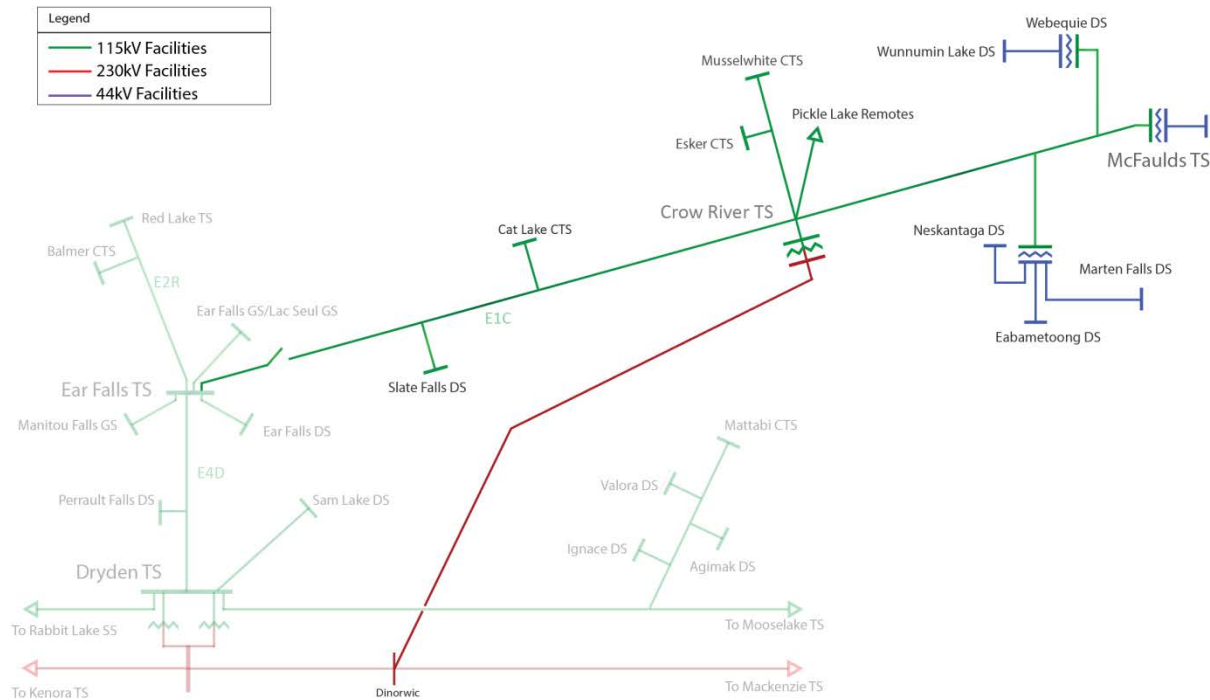 Legend
115kV Facilities
230kV Facilities
44kV Facilities
Webequie DS
Wunnumin Lake DS
Musselwhite CTS
Pickle Lake Remotes
Esker CTS
McFaulds TS
Crow River TS
Red Lake TS
Cat Lake CTS
Neskantaga DS
Balmer CTS
Marten Falls DS
E2R
Ear Falls GS/Lac Seul GS
E1C
Eabametoong DS
Ear Falls TS
Slate Falls DS
Manitou Falls GS
Ear Falls DS
Mattabi CTS
E4D
Valora DS
Perrault Falls DS
Sam Lake DS
Ignace DS
Agimak DS
Dryden TS
To Rabbit Lake SS
To Mooselake TS
To Kenora TS
Dinorwic
To Mackenzie TS